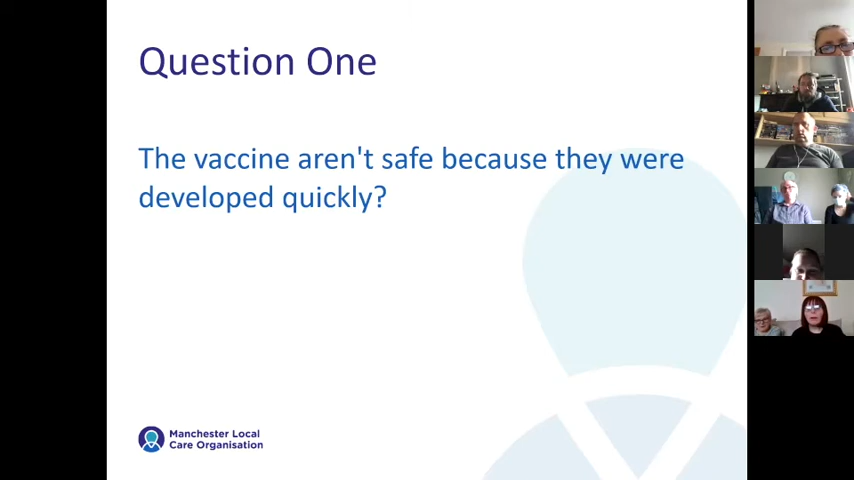 Question One
The vaccine aren't safe because they were
developed quickly?
Manchester Local
Care Organisation